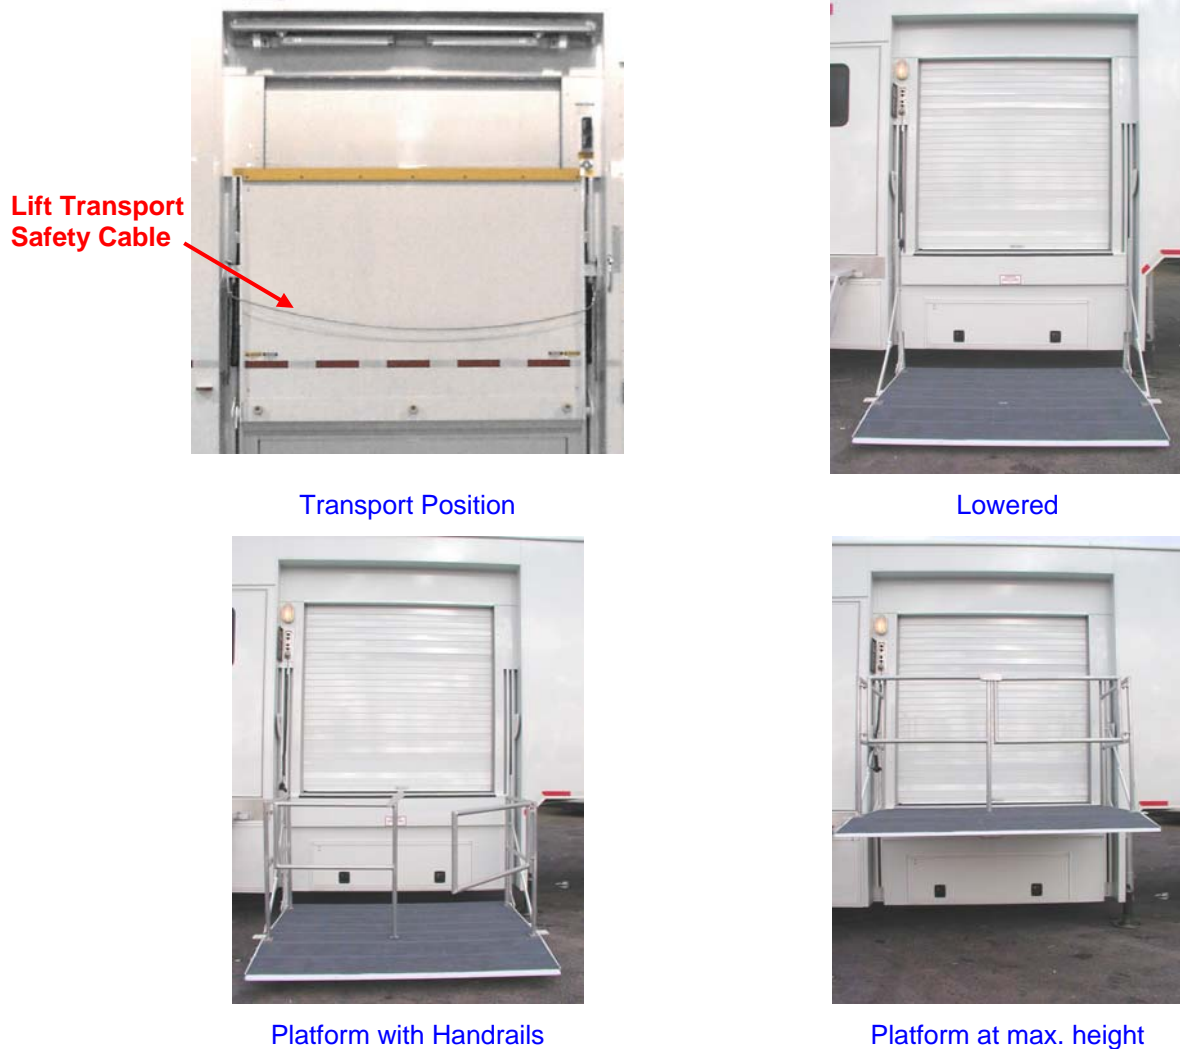 Lift Transport
Safety Cable
Transport Position
Lowered
Platform with Handrails
Platform at max. height